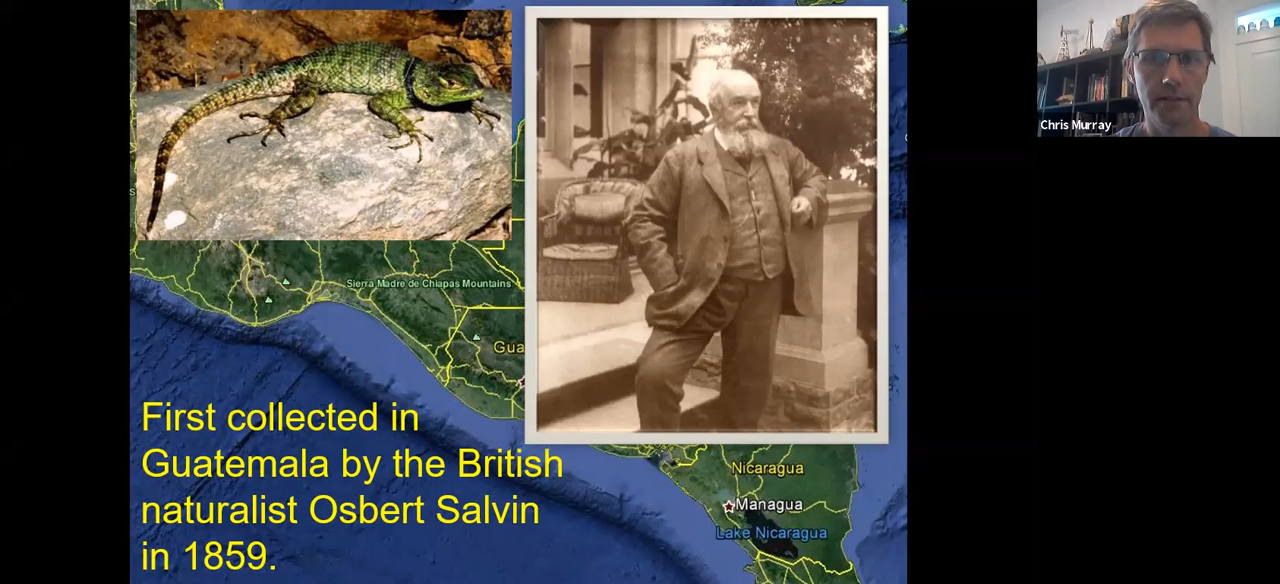 Chris Murray
Sierra Madre de Chiapas Mountains
Gua
First collected in
Guatemala by the British
naturalist Osbert Salvin
in 1859.
Nicaragua
Managua
Lake Nicaragua